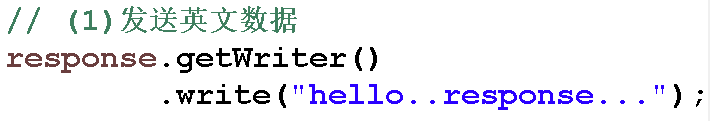 // (1)发送英文数据
response.getWriter()
.write("hello..response...");